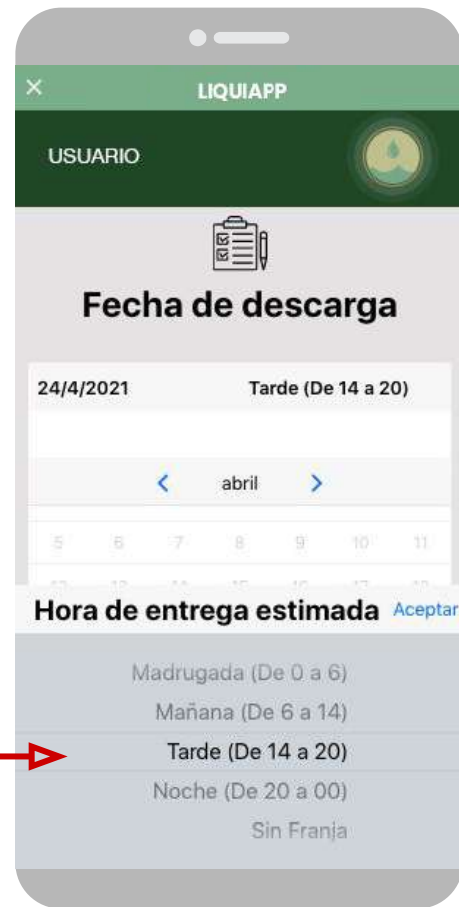 × LIQUIAPP
USUARIO
Fecha de descarga
24/4/2021 Tarde (De 14 a 20)
< abril >
5 6 7 8 9 10 11
Hora de entrega estimada Aceptar
Madrugada (De 0 a 6)
Mañana (De 6 a 14)
Tarde (De 14 a 20)
Noche (De 20 a 00)
Sin Franja